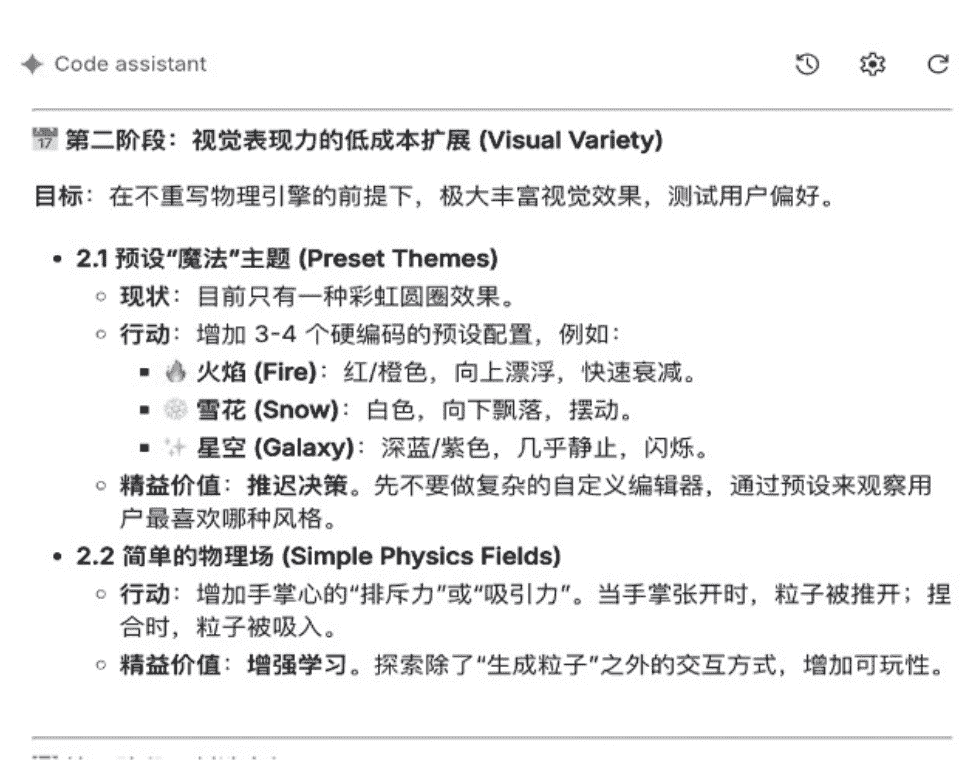 Code assistant
17 第二阶段：视觉表现力的低成本扩展 (Visual Variety)
目标：在不重写物理引擎的前提下，极大丰富视觉效果，测试用户偏好。
2.1 预设“魔法”主题 (Preset Themes)
现状：目前只有一种彩虹圆圈效果。
行动：增加 3-4 个硬编码的预设配置，例如：
火焰 (Fire)：红/橙色，向上漂浮，快速衰减。
雪花 (Snow)：白色，向下飘落，摆动。
星空 (Galaxy)：深蓝/紫色，几乎静止，闪烁。
精益价值：推迟决策。先不要做复杂的自定义编辑器，通过预设来观察用
户最喜欢哪种风格。
2.2 简单的物理场 (Simple Physics Fields)
行动：增加手掌心的“排斥力”或“吸引力”。当手掌张开时，粒子被推开；捏
合时，粒子被吸入。
精益价值：增强学习。探索除了“生成粒子”之外的交互方式，增加可玩性。